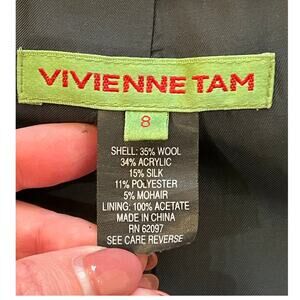 VIVIENNE TAM
8
SHELL: 35% WOOL
34% ACRYLIC
15% SILK
11% POLYESTER
5% MOHAIR
LINING: 100% ACETATE
MADE IN CHINA
RN 62097
SEE CARE REVERSE